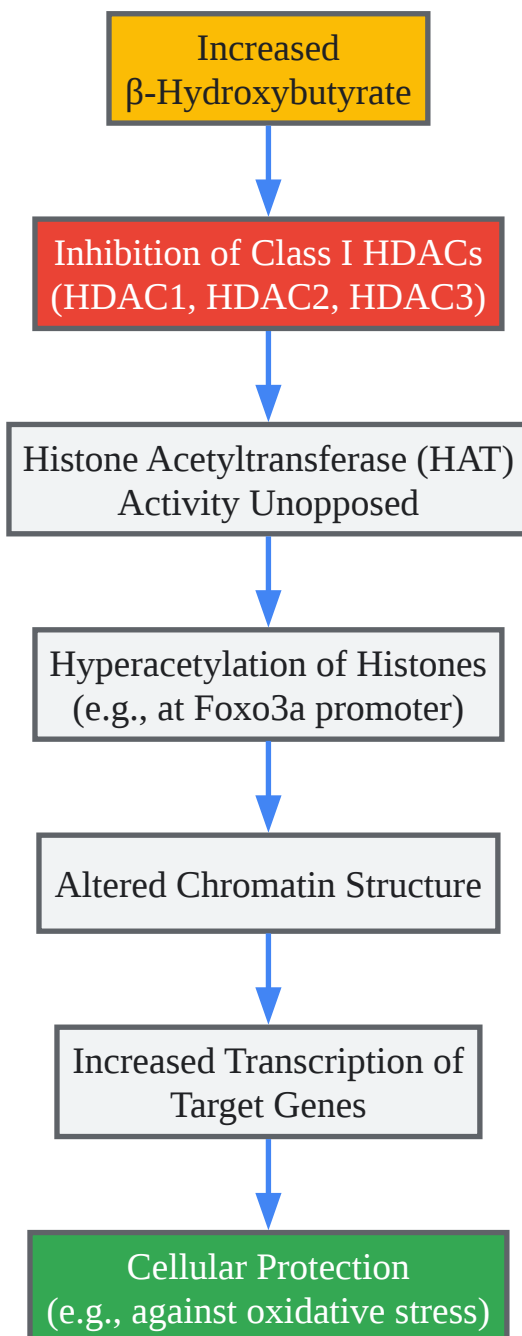 Increased
β-Hydroxybutyrate
Inhibition of Class I HDACs
(HDAC1, HDAC2, HDAC3)
Histone Acetyltransferase (HAT)
Activity Unopposed
Hyperacetylation of Histones
(e.g., at Foxo3a promoter)
Altered Chromatin Structure
Increased Transcription of
Target Genes
Cellular Protection
(e.g., against oxidative stress)